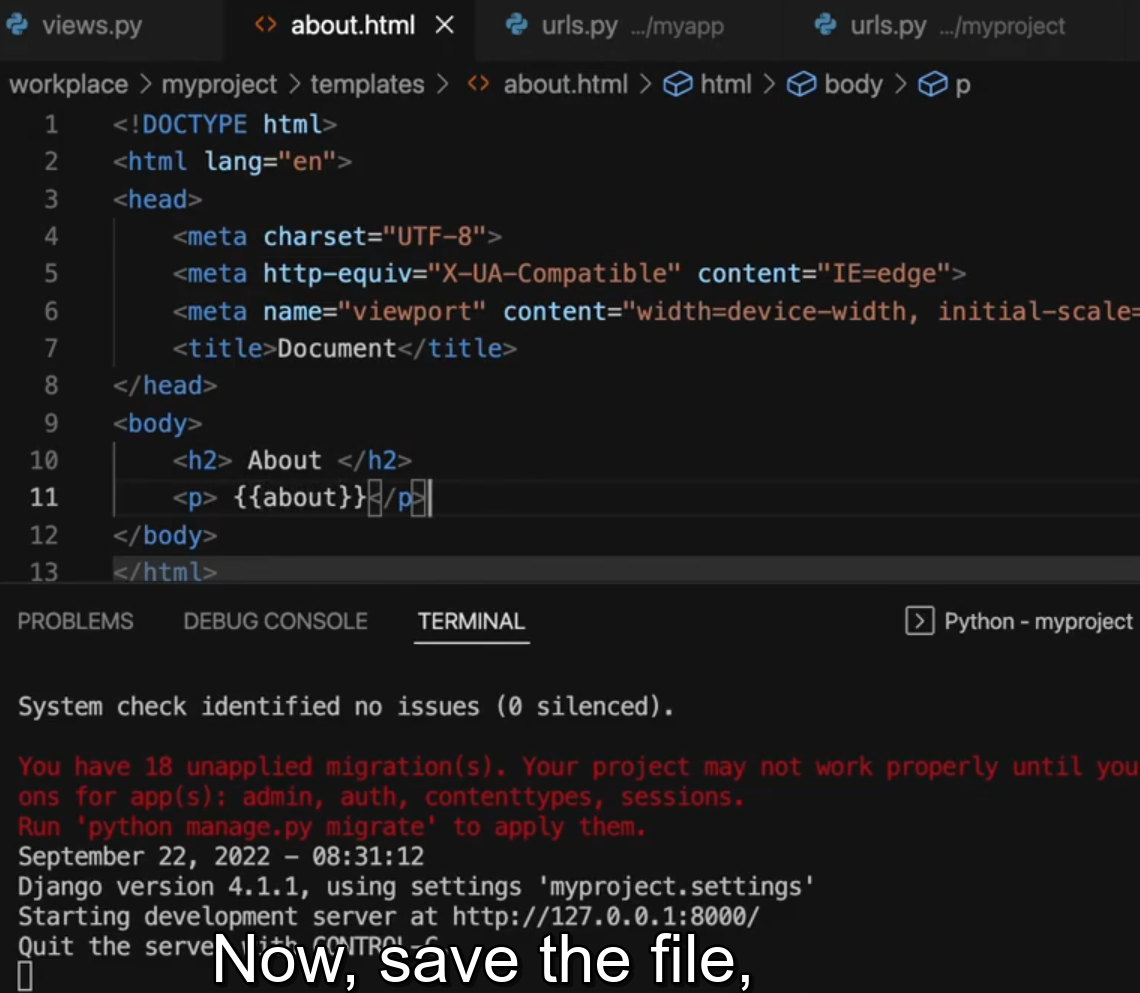 views.py
about.html
urls.py .../myapp
urls.py .../myproject
workplace > myproject > templates > <> about.html > html > body > p
1 <!DOCTYPE html>
2 <html lang="en">
3 <head>
4 <meta charset="UTF-8">
5 <meta http-equiv="X-UA-Compatible" content="IE=edge">
6 <meta name="viewport" content="width=device-width, initial-scale=
7 <title>Document</title>
8 </head>
9 <body>
10 <h2> About </h2>
11 <p> {{about}}</p>
12 </body>
13 </html>
PROBLEMS DEBUG CONSOLE TERMINAL Python - myproject
System check identified no issues (0 silenced).
You have 18 unapplied migration(s). Your project may not work properly until you
ons for app(s): admin, auth, contenttypes, sessions.
Run 'python manage.py migrate' to apply them.
September 22, 2022 - 08:31:12
Django version 4.1.1, using settings 'myproject.settings'
Starting development server at http://127.0.0.1:8000/
Quit the server with CONTROL-C
Now, save the file,